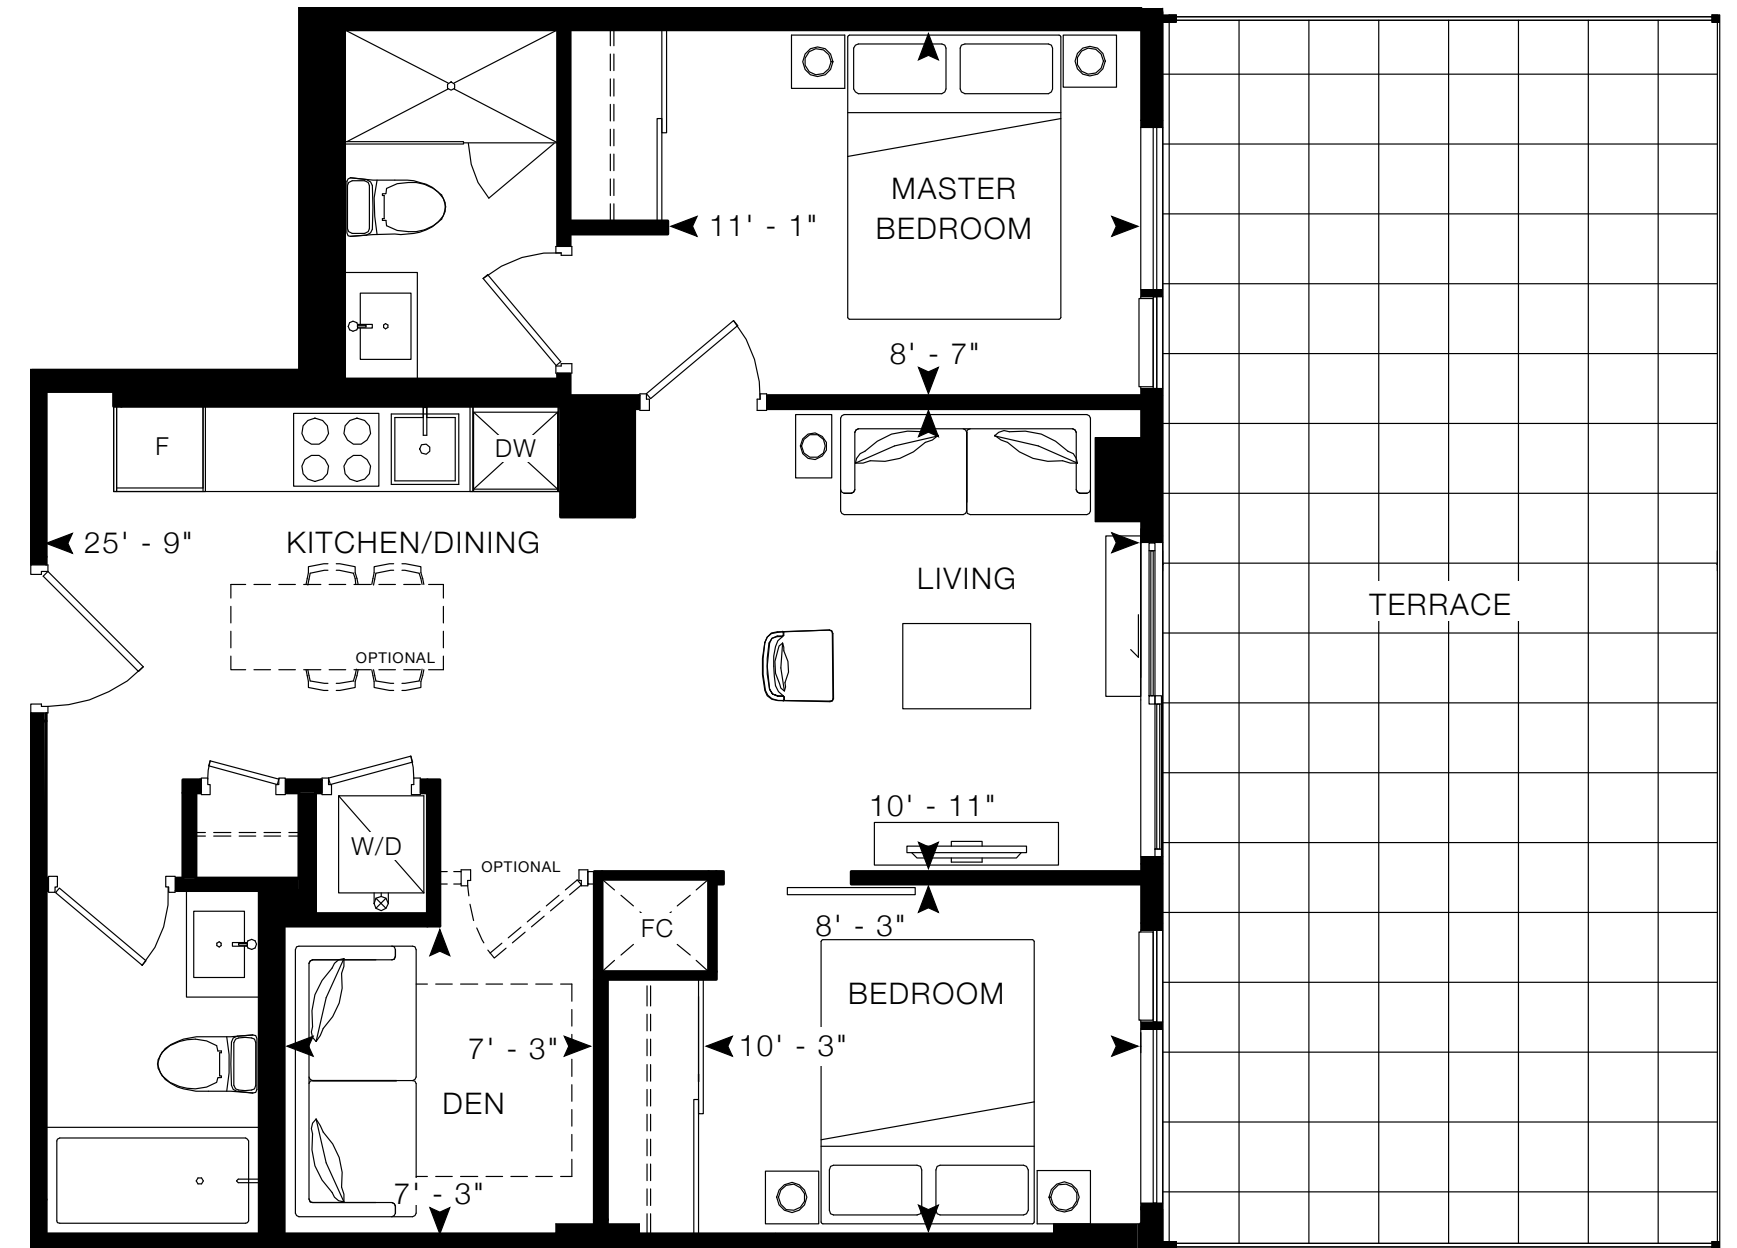 MASTER
BEDROOM
11' - 1"
8' - 7"
F
DW
25' - 9"
KITCHEN/DINING
LIVING
TERRACE
OPTIONAL
10' - 11"
W/D
OPTIONAL
FC
8' - 3"
BEDROOM
7' - 3"
10' - 3"
DEN
7' - 3"